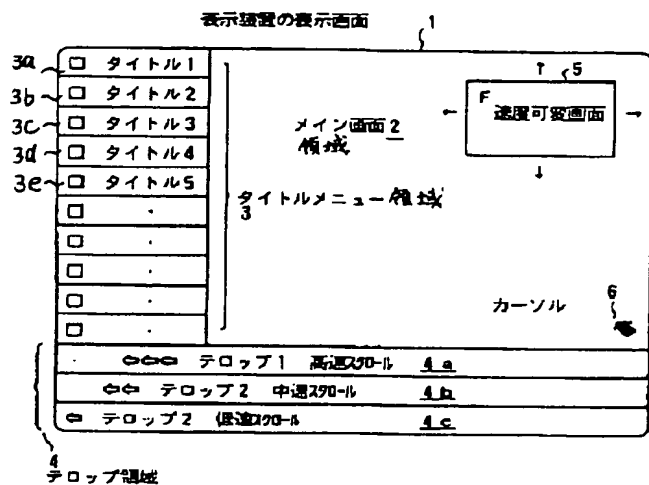 表示装置の表示画面
1
3a □ タイトル1
3b □ タイトル2
3c □ タイトル3
3d □ タイトル4
3e □ タイトル5
□ ・
□ ・
□ ・
□ ・
□ ・
タイトルメニュー領域
3
メイン画面2
領域
↑ 5
← F 速度可変画面 →
↓
カーソル 6
⇦⇦⇦ テロップ1 高速スクロール 4a
⇦⇦ テロップ2 中速スクロール 4b
⇦ テロップ2 低速スクロール 4c
4
テロップ領域